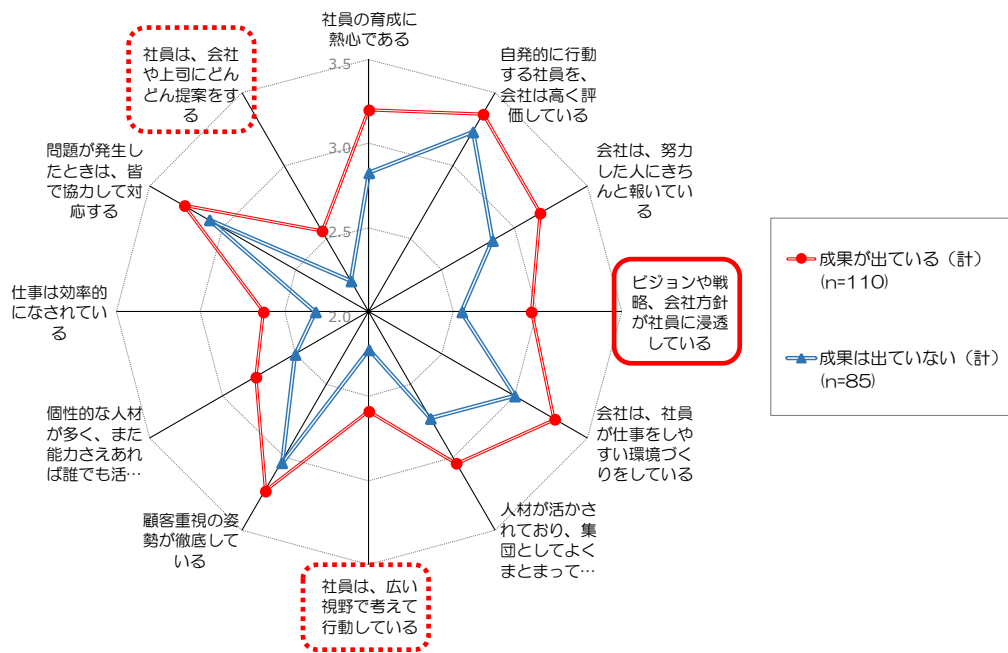 社員の育成に
熱心である
自発的に行動
する社員を、
会社は高く評
価している
会社は、努力
した人にきち
んと報いてい
る
ビジョンや戦
略、会社方針
が社員に浸透
している
会社は、社員
が仕事をしや
すい環境づく
りをしている
人材が活かさ
れており、集
団としてよく
まとまって…
社員は、広い
視野で考えて
行動している
顧客重視の姿
勢が徹底して
いる
個性的な人材
が多く、また
能力さえあれ
ば誰でも活…
仕事は効率的
になされてい
る
問題が発生し
たときは、皆
で協力して対
応する
社員は、会社
や上司にどん
どん提案をす
る
3.5
3.0
2.5
2.0
成果が出ている（計）
(n=110)
成果は出ていない（計）
(n=85)